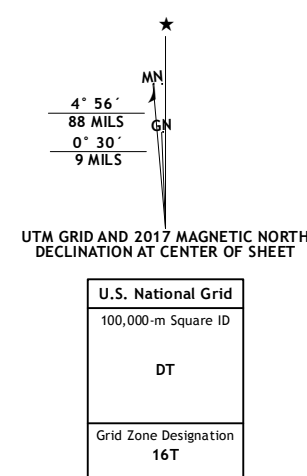 ★
MN
4° 56´
88 MILS
GN
0° 30´
9 MILS
UTM GRID AND 2017 MAGNETIC NORTH
DECLINATION AT CENTER OF SHEET
U.S. National Grid
100,000-m Square ID
DT
Grid Zone Designation
16T